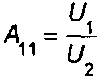 A₁₁ = U₁/U₂